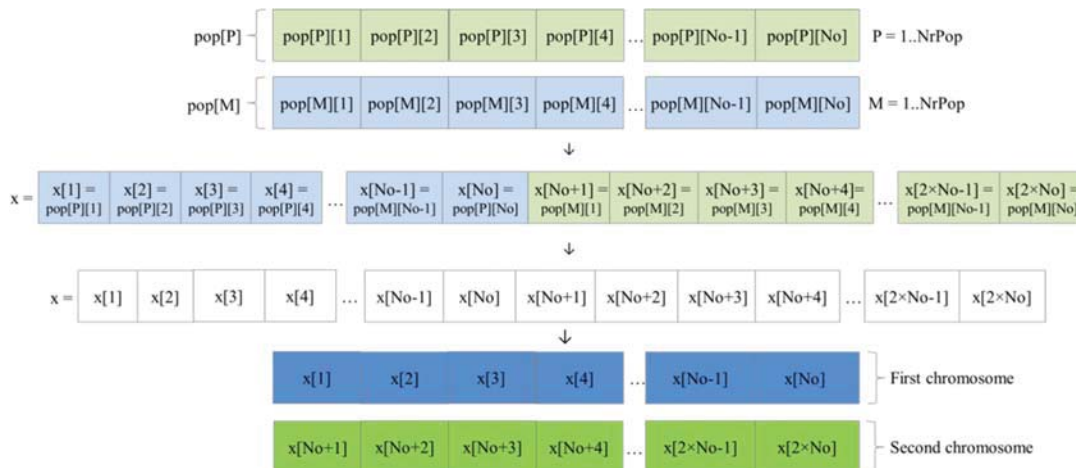 pop[P] pop[P][1] pop[P][2] pop[P][3] pop[P][4] ... pop[P][No-1] pop[P][No] P = 1..NrPop
pop[M] pop[M][1] pop[M][2] pop[M][3] pop[M][4] ... pop[M][No-1] pop[M][No] M = 1..NrPop
↓
x = x[1] = x[2] = x[3] = x[4] = ... x[No-1] = x[No] = x[No+1] = x[No+2] = x[No+3] = x[No+4]= ... x[2×No-1] = x[2×No] =
pop[P][1] pop[P][2] pop[P][3] pop[P][4] pop[M][No-1] pop[P][No] pop[M][1] pop[M][2] pop[M][3] pop[M][4] pop[M][No-1] pop[M][No]
↓
x = x[1] x[2] x[3] x[4] ... x[No-1] x[No] x[No+1] x[No+2] x[No+3] x[No+4] ... x[2×No-1] x[2×No]
↓
x[1] x[2] x[3] x[4] ... x[No-1] x[No] First chromosome
x[No+1] x[No+2] x[No+3] x[No+4] ... x[2×No-1] x[2×No] Second chromosome